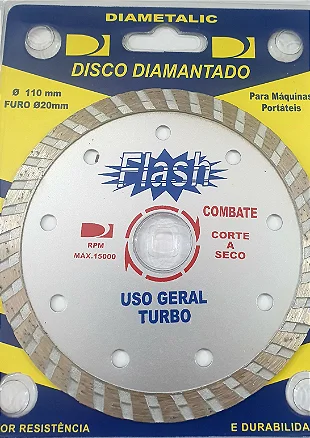 DIAMETALIC
DISCO DIAMANTADO
Ø 110 mm
FURO Ø20mm
Para Máquinas
Portáteis
Flash
COMBATE
CORTE
A
SECO
RPM
MAX.15000
USO GERAL
TURBO
OR RESISTÊNCIA
E DURABILIDA